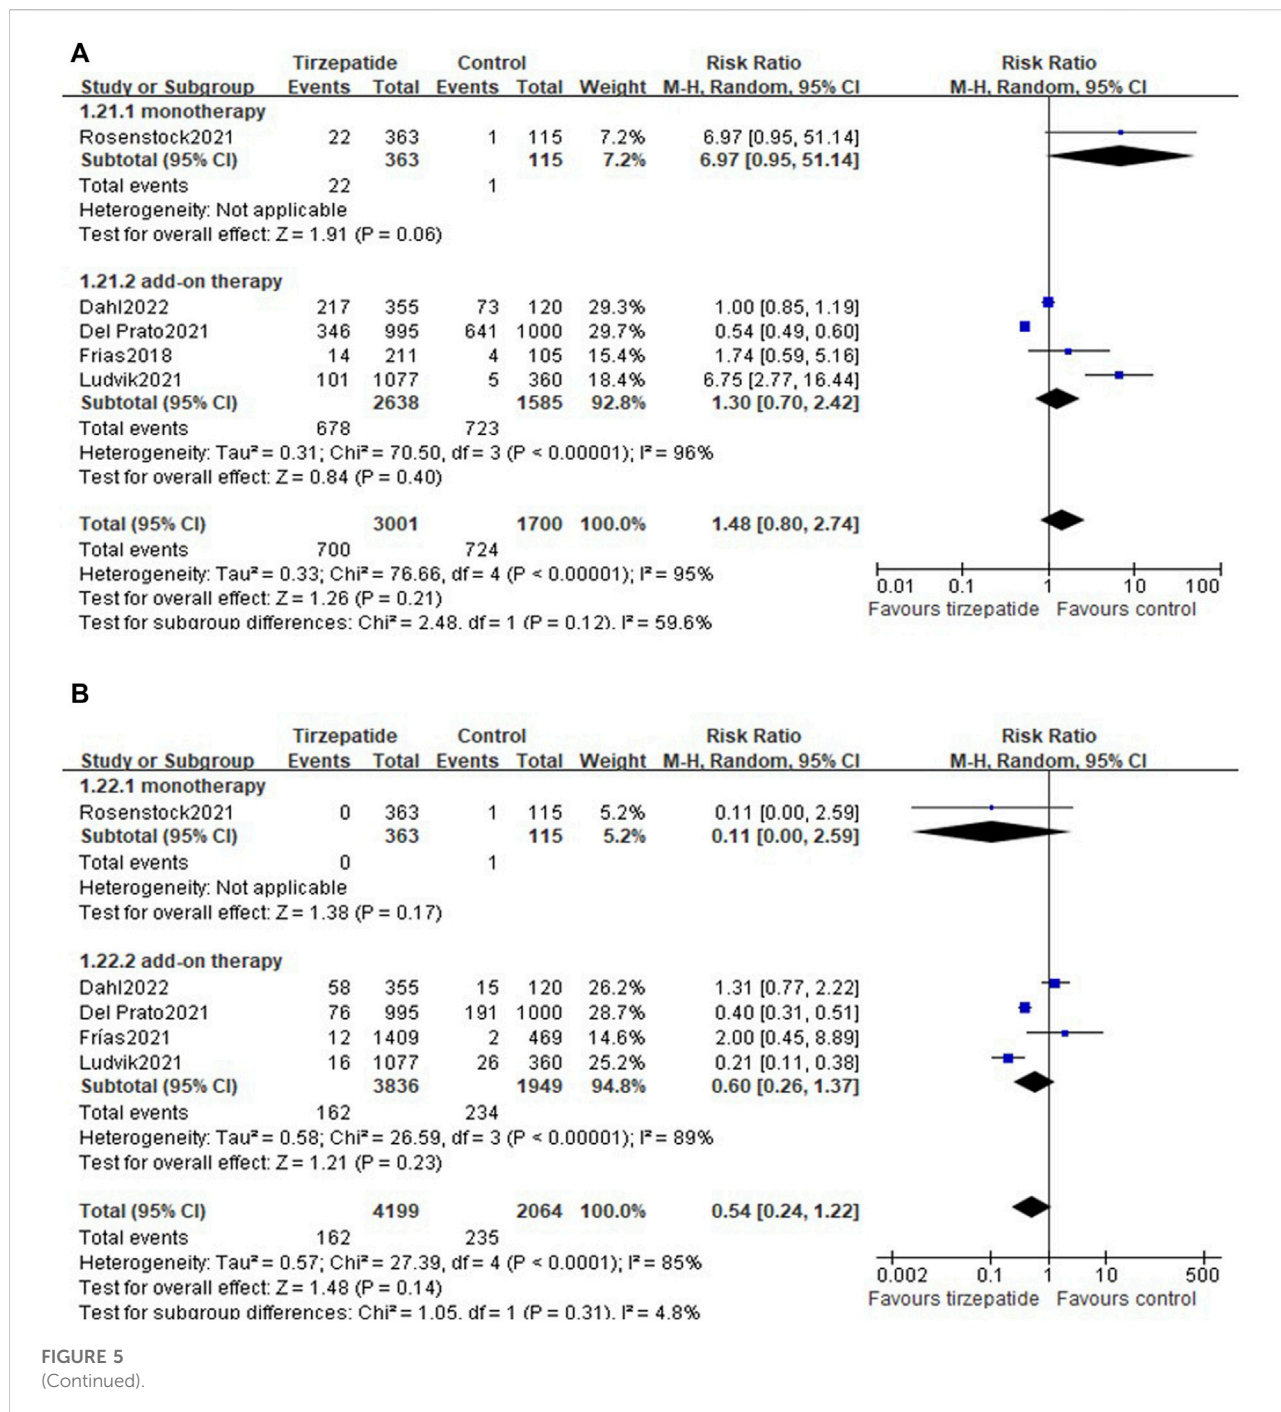 A
Tirzepatide Control Risk Ratio Risk Ratio
Study or Subgroup Events Total Events Total Weight M-H, Random, 95% CI M-H, Random, 95% CI
1.21.1 monotherapy
Rosenstock2021 22 363 1 115 7.2% 6.97 [0.95, 51.14]
Subtotal (95% CI) 363 115 7.2% 6.97 [0.95, 51.14]
Total events 22 1
Heterogeneity: Not applicable
Test for overall effect: Z = 1.91 (P = 0.06)
1.21.2 add-on therapy
Dahl2022 217 355 73 120 29.3% 1.00 [0.85, 1.19]
Del Prato2021 346 995 641 1000 29.7% 0.54 [0.49, 0.60]
Frias2018 14 211 4 105 15.4% 1.74 [0.59, 5.16]
Ludvik2021 101 1077 5 360 18.4% 6.75 [2.77, 16.44]
Subtotal (95% CI) 2638 1585 92.8% 1.30 [0.70, 2.42]
Total events 678 723
Heterogeneity: Tau² = 0.31; Chi² = 70.50, df = 3 (P < 0.00001); I² = 96%
Test for overall effect: Z = 0.84 (P = 0.40)
Total (95% CI) 3001 1700 100.0% 1.48 [0.80, 2.74]
Total events 700 724
Heterogeneity: Tau² = 0.33; Chi² = 76.66, df = 4 (P < 0.00001); I² = 95%
Test for overall effect: Z = 1.26 (P = 0.21)
Test for subgroup differences: Chi² = 2.48, df = 1 (P = 0.12), I² = 59.6%
0.01 0.1 1 10 100
Favours tirzepatide Favours control
B
Tirzepatide Control Risk Ratio Risk Ratio
Study or Subgroup Events Total Events Total Weight M-H, Random, 95% CI M-H, Random, 95% CI
1.22.1 monotherapy
Rosenstock2021 0 363 1 115 5.2% 0.11 [0.00, 2.59]
Subtotal (95% CI) 363 115 5.2% 0.11 [0.00, 2.59]
Total events 0 1
Heterogeneity: Not applicable
Test for overall effect: Z = 1.38 (P = 0.17)
1.22.2 add-on therapy
Dahl2022 58 355 15 120 26.2% 1.31 [0.77, 2.22]
Del Prato2021 76 995 191 1000 28.7% 0.40 [0.31, 0.51]
Frías2021 12 1409 2 469 14.6% 2.00 [0.45, 8.89]
Ludvik2021 16 1077 26 360 25.2% 0.21 [0.11, 0.38]
Subtotal (95% CI) 3836 1949 94.8% 0.60 [0.26, 1.37]
Total events 162 234
Heterogeneity: Tau² = 0.58; Chi² = 26.59, df = 3 (P < 0.00001); I² = 89%
Test for overall effect: Z = 1.21 (P = 0.23)
Total (95% CI) 4199 2064 100.0% 0.54 [0.24, 1.22]
Total events 162 235
Heterogeneity: Tau² = 0.57; Chi² = 27.39, df = 4 (P < 0.0001); I² = 85%
Test for overall effect: Z = 1.48 (P = 0.14)
Test for subgroup differences: Chi² = 1.05, df = 1 (P = 0.31), I² = 4.8%
0.002 0.1 1 10 500
Favours tirzepatide Favours control
FIGURE 5
(Continued).